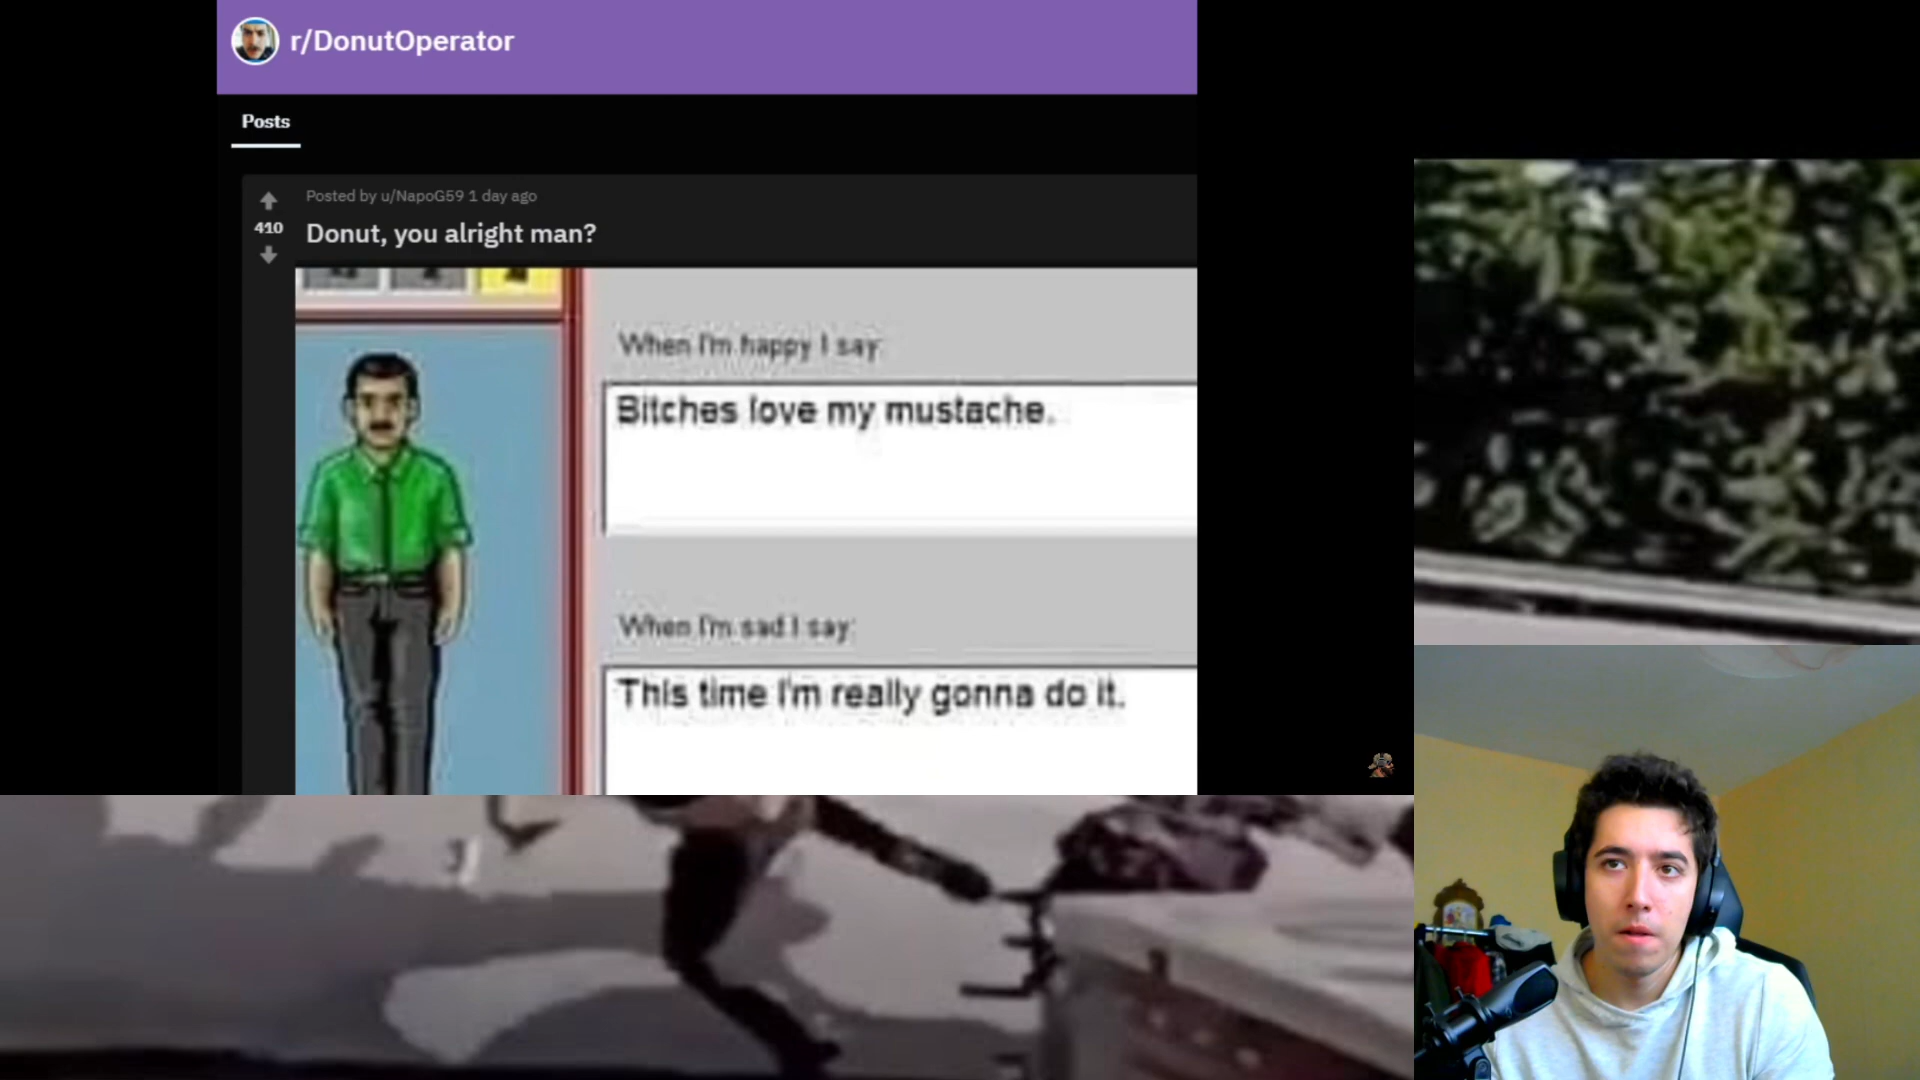 r/DonutOperator
Posts
Posted by u/NapoG59 1 day ago
410
Donut, you alright man?
When I'm happy I say:
Bitches love my mustache.
When I'm sad I say:
This time I'm really gonna do it.